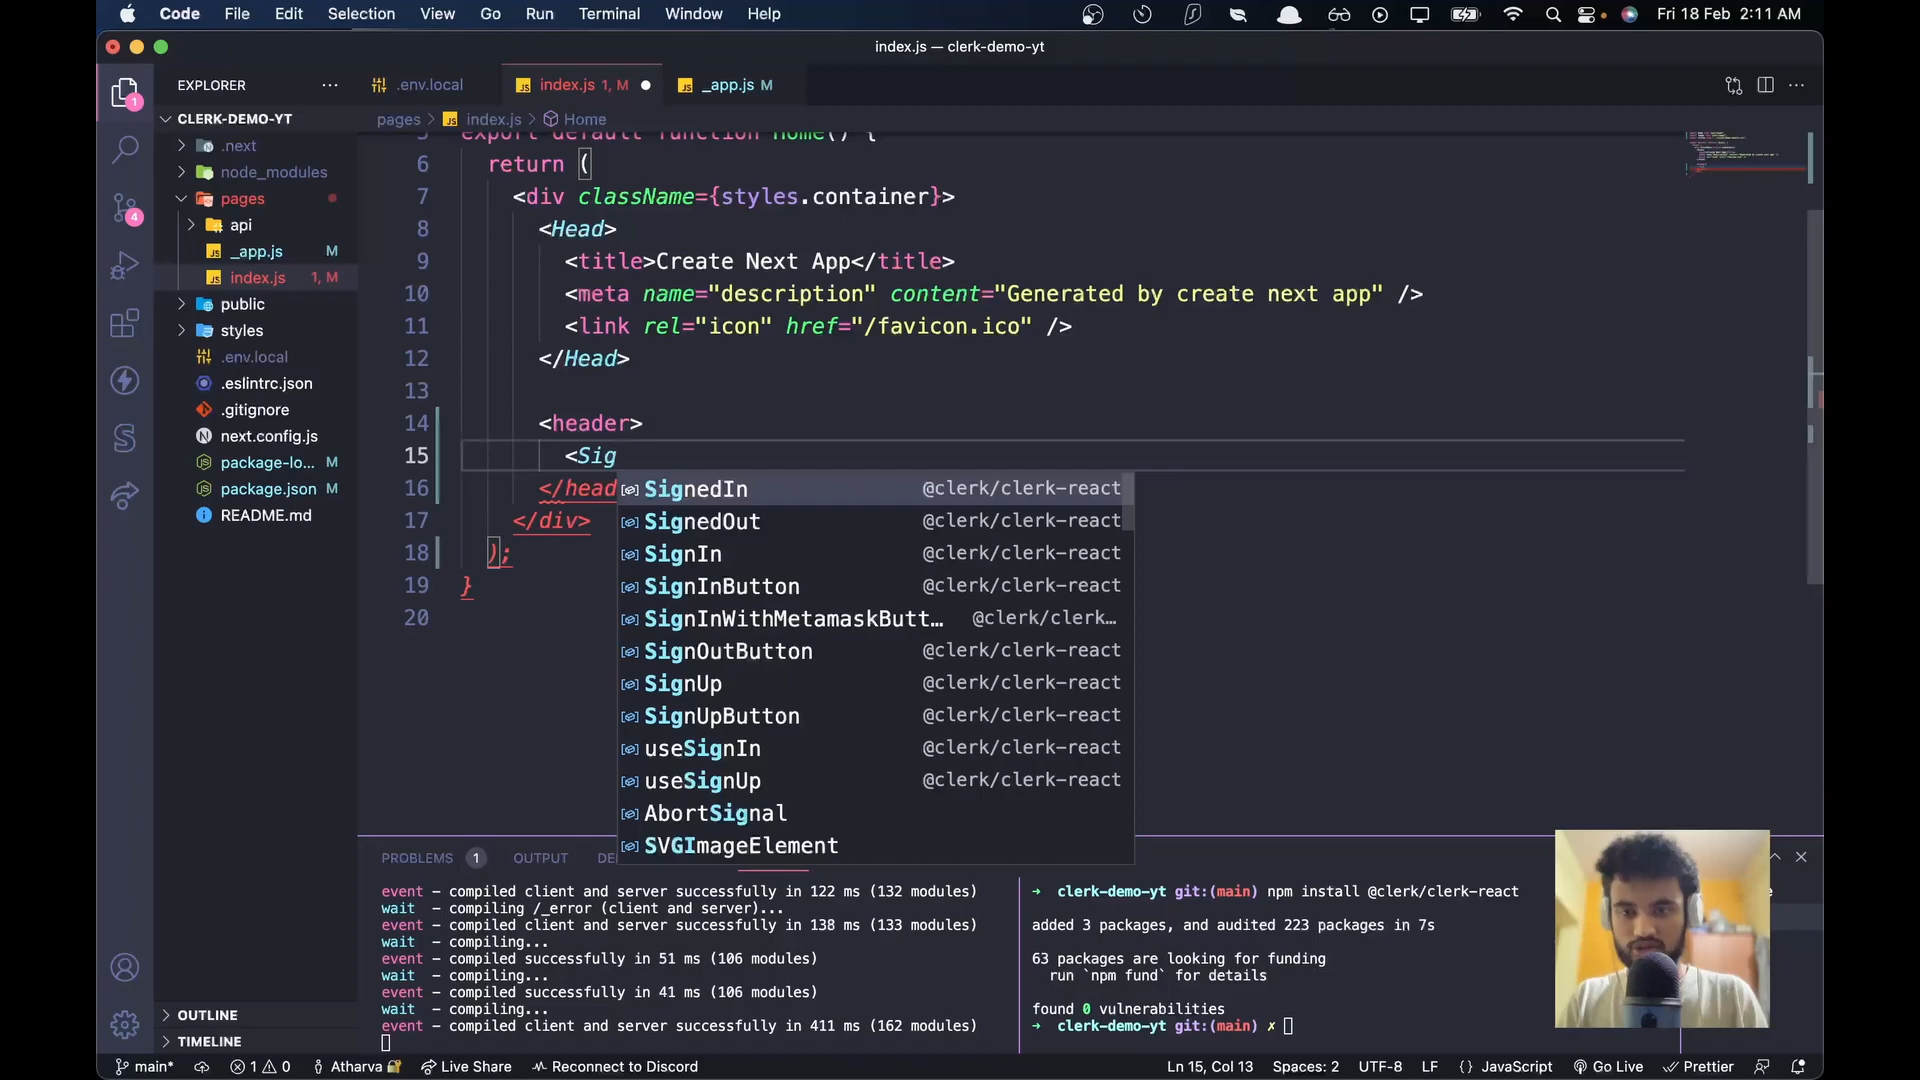 Code File Edit Selection View Go Run Terminal Window Help Fri 18 Feb 2:11 AM
index.js — clerk-demo-yt
EXPLORER
.env.local index.js 1, M _app.js M
CLERK-DEMO-YT
pages index.js Home
.next
node_modules
pages
api
_app.js M
index.js 1, M
public
styles
.env.local
.eslintrc.json
.gitignore
next.config.js
package-lo... M
package.json M
README.md
OUTLINE
TIMELINE
1
4
5 export default function Home() {
6 return (
7 <div className={styles.container}>
8 <Head>
9 <title>Create Next App</title>
10 <meta name="description" content="Generated by create next app" />
11 <link rel="icon" href="/favicon.ico" />
12 </Head>
13
14 <header>
15 <Sig
16 </head
17 </div>
18 );
19 }
20
SignedIn @clerk/clerk-react
SignedOut @clerk/clerk-react
SignIn @clerk/clerk-react
SignInButton @clerk/clerk-react
SignInWithMetamaskButt… @clerk/clerk…
SignOutButton @clerk/clerk-react
SignUp @clerk/clerk-react
SignUpButton @clerk/clerk-react
useSignIn @clerk/clerk-react
useSignUp @clerk/clerk-react
AbortSignal
SVGImageElement
PROBLEMS 1 OUTPUT DE
event - compiled client and server successfully in 122 ms (132 modules)
wait - compiling /_error (client and server)...
event - compiled client and server successfully in 138 ms (133 modules)
wait - compiling...
event - compiled successfully in 51 ms (106 modules)
wait - compiling...
event - compiled successfully in 41 ms (106 modules)
wait - compiling...
event - compiled client and server successfully in 411 ms (162 modules)
→ clerk-demo-yt git:(main) npm install @clerk/clerk-react
added 3 packages, and audited 223 packages in 7s
63 packages are looking for funding
run `npm fund` for details
found 0 vulnerabilities
→ clerk-demo-yt git:(main) ✗
main* 1 0 Atharva Live Share Reconnect to Discord Ln 15, Col 13 Spaces: 2 UTF-8 LF {} JavaScript Go Live Prettier